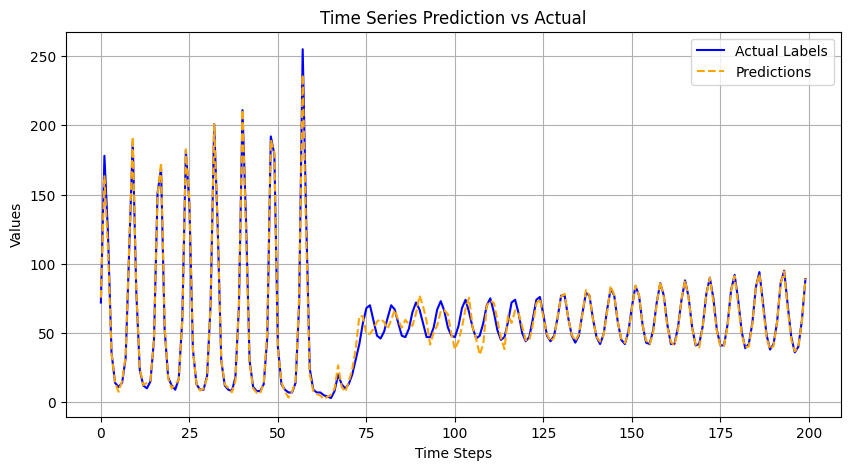 Time Series Prediction vs Actual
Actual Labels
Predictions
Values
250
200
150
100
50
0
0 25 50 75 100 125 150 175 200
Time Steps